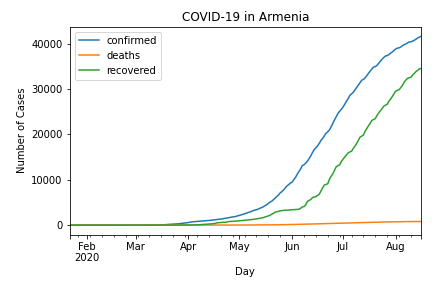 COVID-19 in Armenia
confirmed
deaths
recovered
Number of Cases
40000
30000
20000
10000
0
Feb Mar Apr May Jun Jul Aug
2020
Day